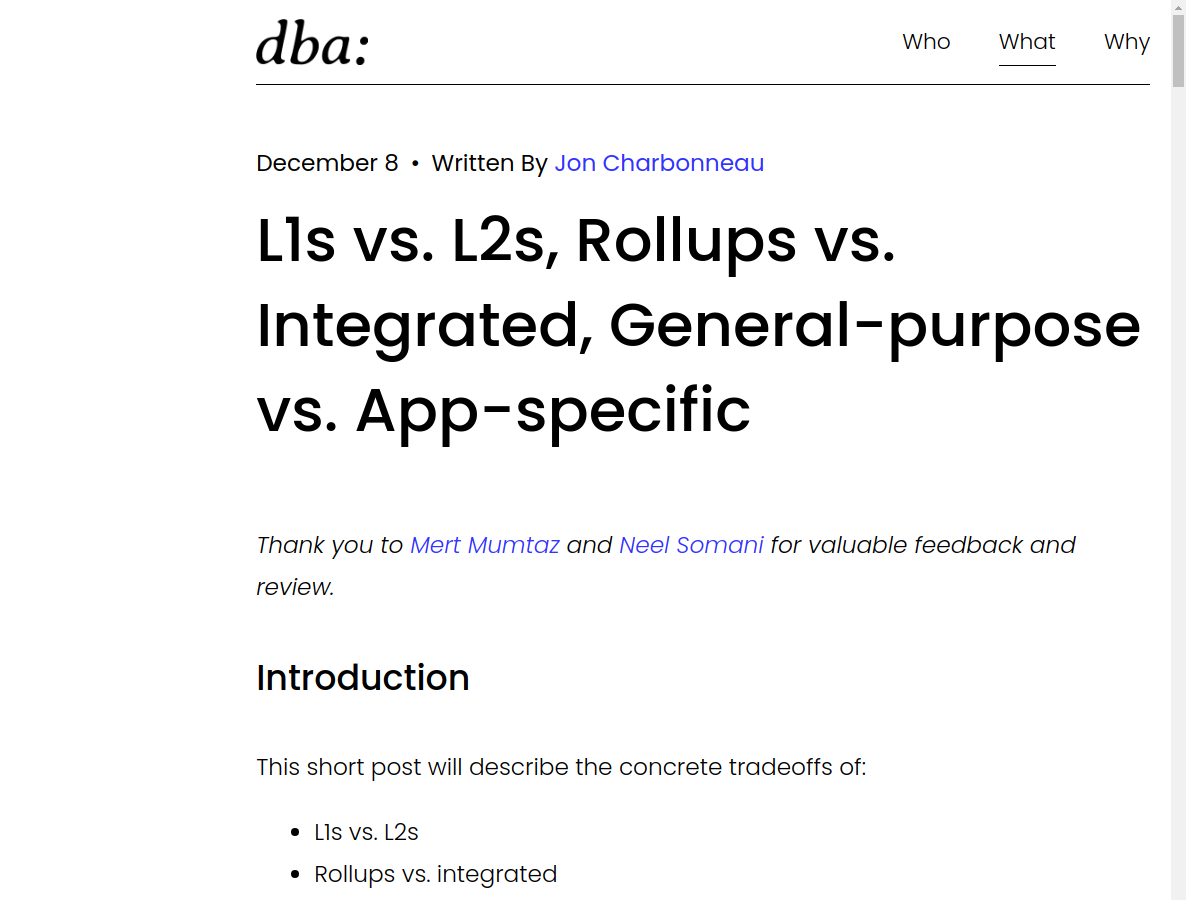 dba:
Who What Why
December 8 • Written By Jon Charbonneau
L1s vs. L2s, Rollups vs.
Integrated, General-purpose
vs. App-specific
Thank you to Mert Mumtaz and Neel Somani for valuable feedback and
review.
Introduction
This short post will describe the concrete tradeoffs of:
• L1s vs. L2s
• Rollups vs. integrated